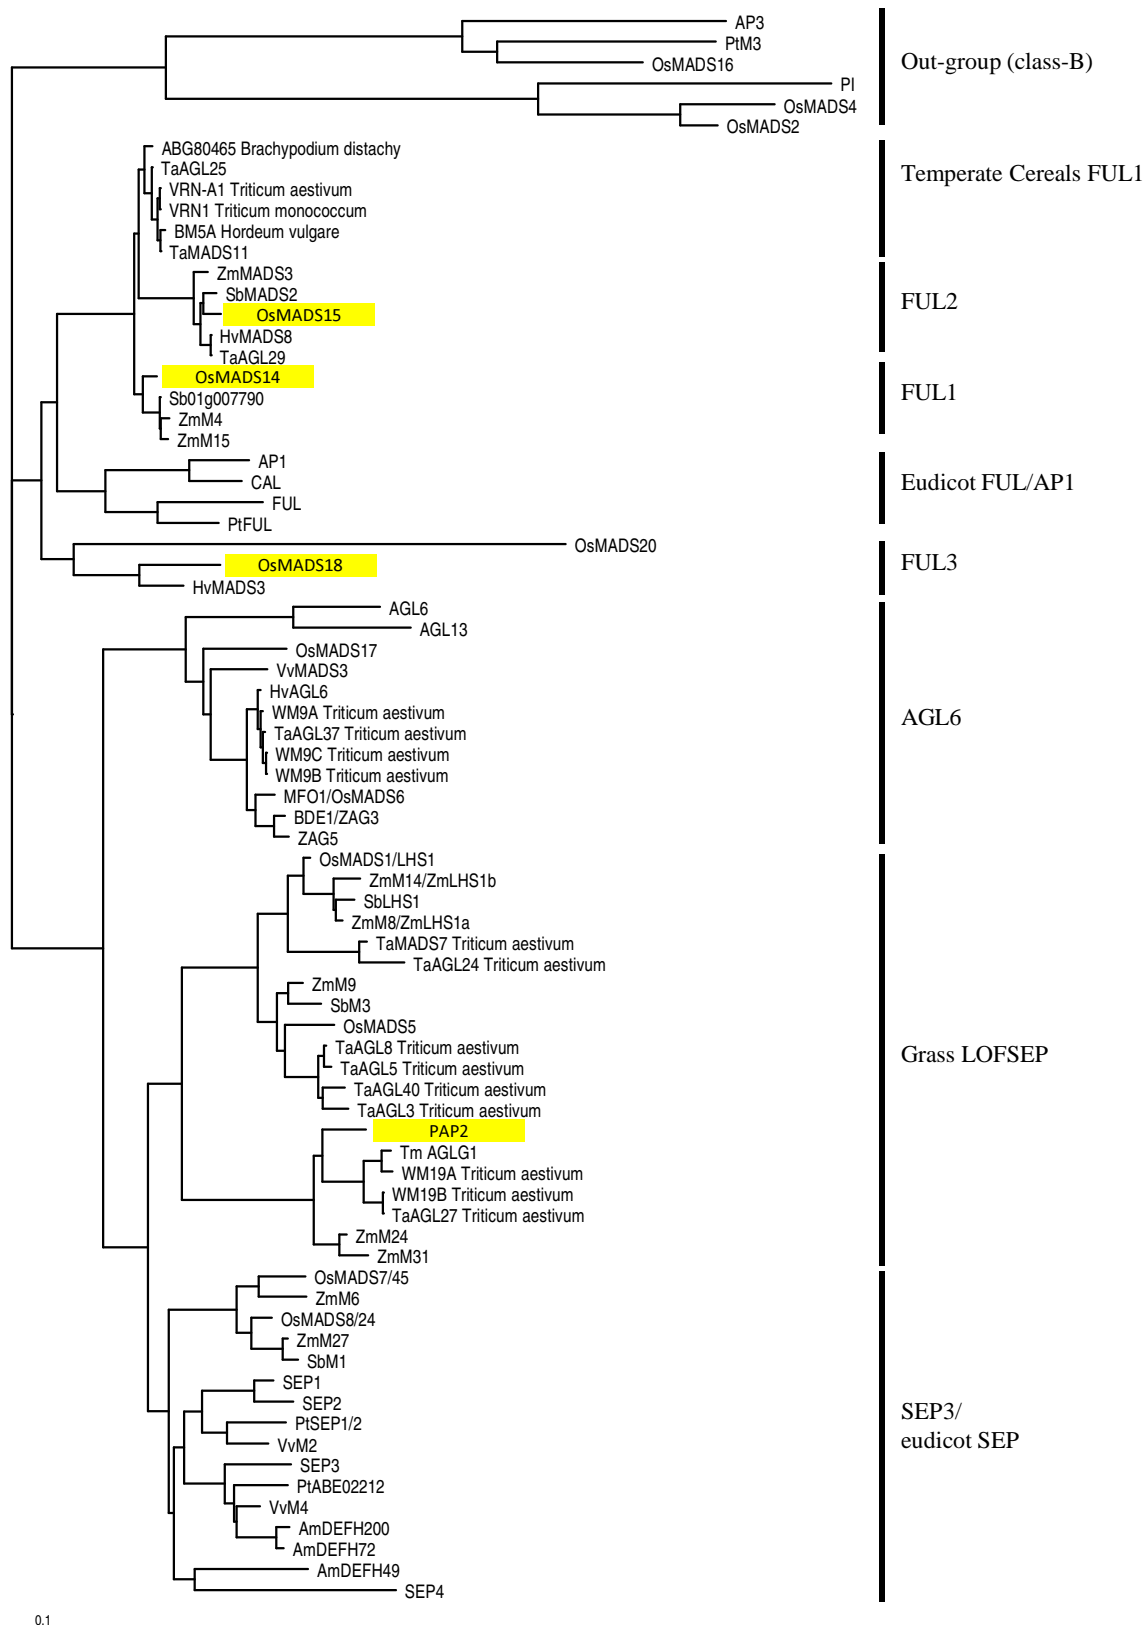 AP3
PtM3
OsMADS16
PI
OsMADS4
OsMADS2
Out-group (class-B)
ABG80465 Brachypodium distachy
TaAGL25
VRN-A1 Triticum aestivum
VRN1 Triticum monococcum
BM5A Hordeum vulgare
TaMADS11
Temperate Cereals FUL1
ZmMADS3
SbMADS2
OsMADS15
HvMADS8
TaAGL29
FUL2
OsMADS14
Sb01g007790
ZmM4
ZmM15
FUL1
AP1
CAL
FUL
PtFUL
Eudicot FUL/AP1
OsMADS20
OsMADS18
HvMADS3
FUL3
AGL6
AGL13
OsMADS17
VvMADS3
HvAGL6
WM9A Triticum aestivum
TaAGL37 Triticum aestivum
WM9C Triticum aestivum
WM9B Triticum aestivum
MFO1/OsMADS6
BDE1/ZAG3
ZAG5
AGL6
OsMADS1/LHS1
ZmM14/ZmLHS1b
SbLHS1
ZmM8/ZmLHS1a
TaMADS7 Triticum aestivum
TaAGL24 Triticum aestivum
ZmM9
SbM3
OsMADS5
TaAGL8 Triticum aestivum
TaAGL5 Triticum aestivum
TaAGL40 Triticum aestivum
TaAGL3 Triticum aestivum
PAP2
Tm AGLG1
WM19A Triticum aestivum
WM19B Triticum aestivum
TaAGL27 Triticum aestivum
ZmM24
ZmM31
Grass LOFSEP
OsMADS7/45
ZmM6
OsMADS8/24
ZmM27
SbM1
SEP1
SEP2
PtSEP1/2
VvM2
SEP3
PtABE02212
VvM4
AmDEFH200
AmDEFH72
AmDEFH49
SEP4
SEP3/
eudicot SEP
0.1